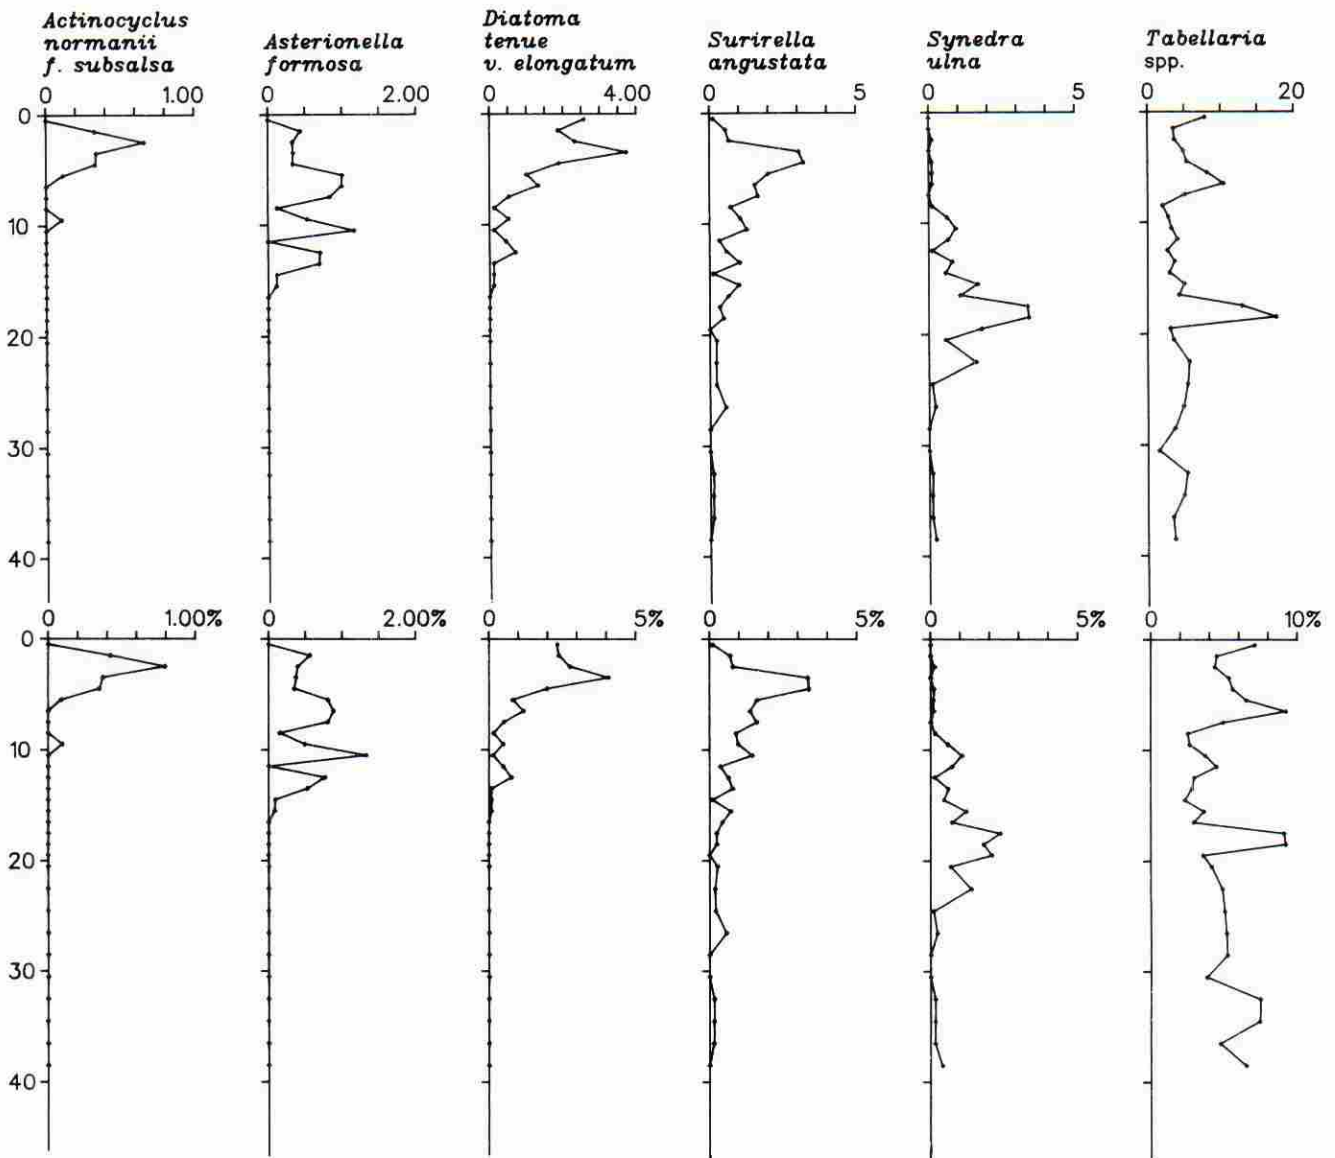 Actinocyclus
normanii
f. subsalsa
Asterionella
formosa
Diatoma
tenue
v. elongatum
Surirella
angustata
Synedra
ulna
Tabellaria
spp.
0 1.00
0 2.00
0 4.00
0 5
0 5
0 20
0
10
20
30
40
0 1.00%
0 2.00%
0 5%
0 5%
0 5%
0 10%
0
10
20
30
40